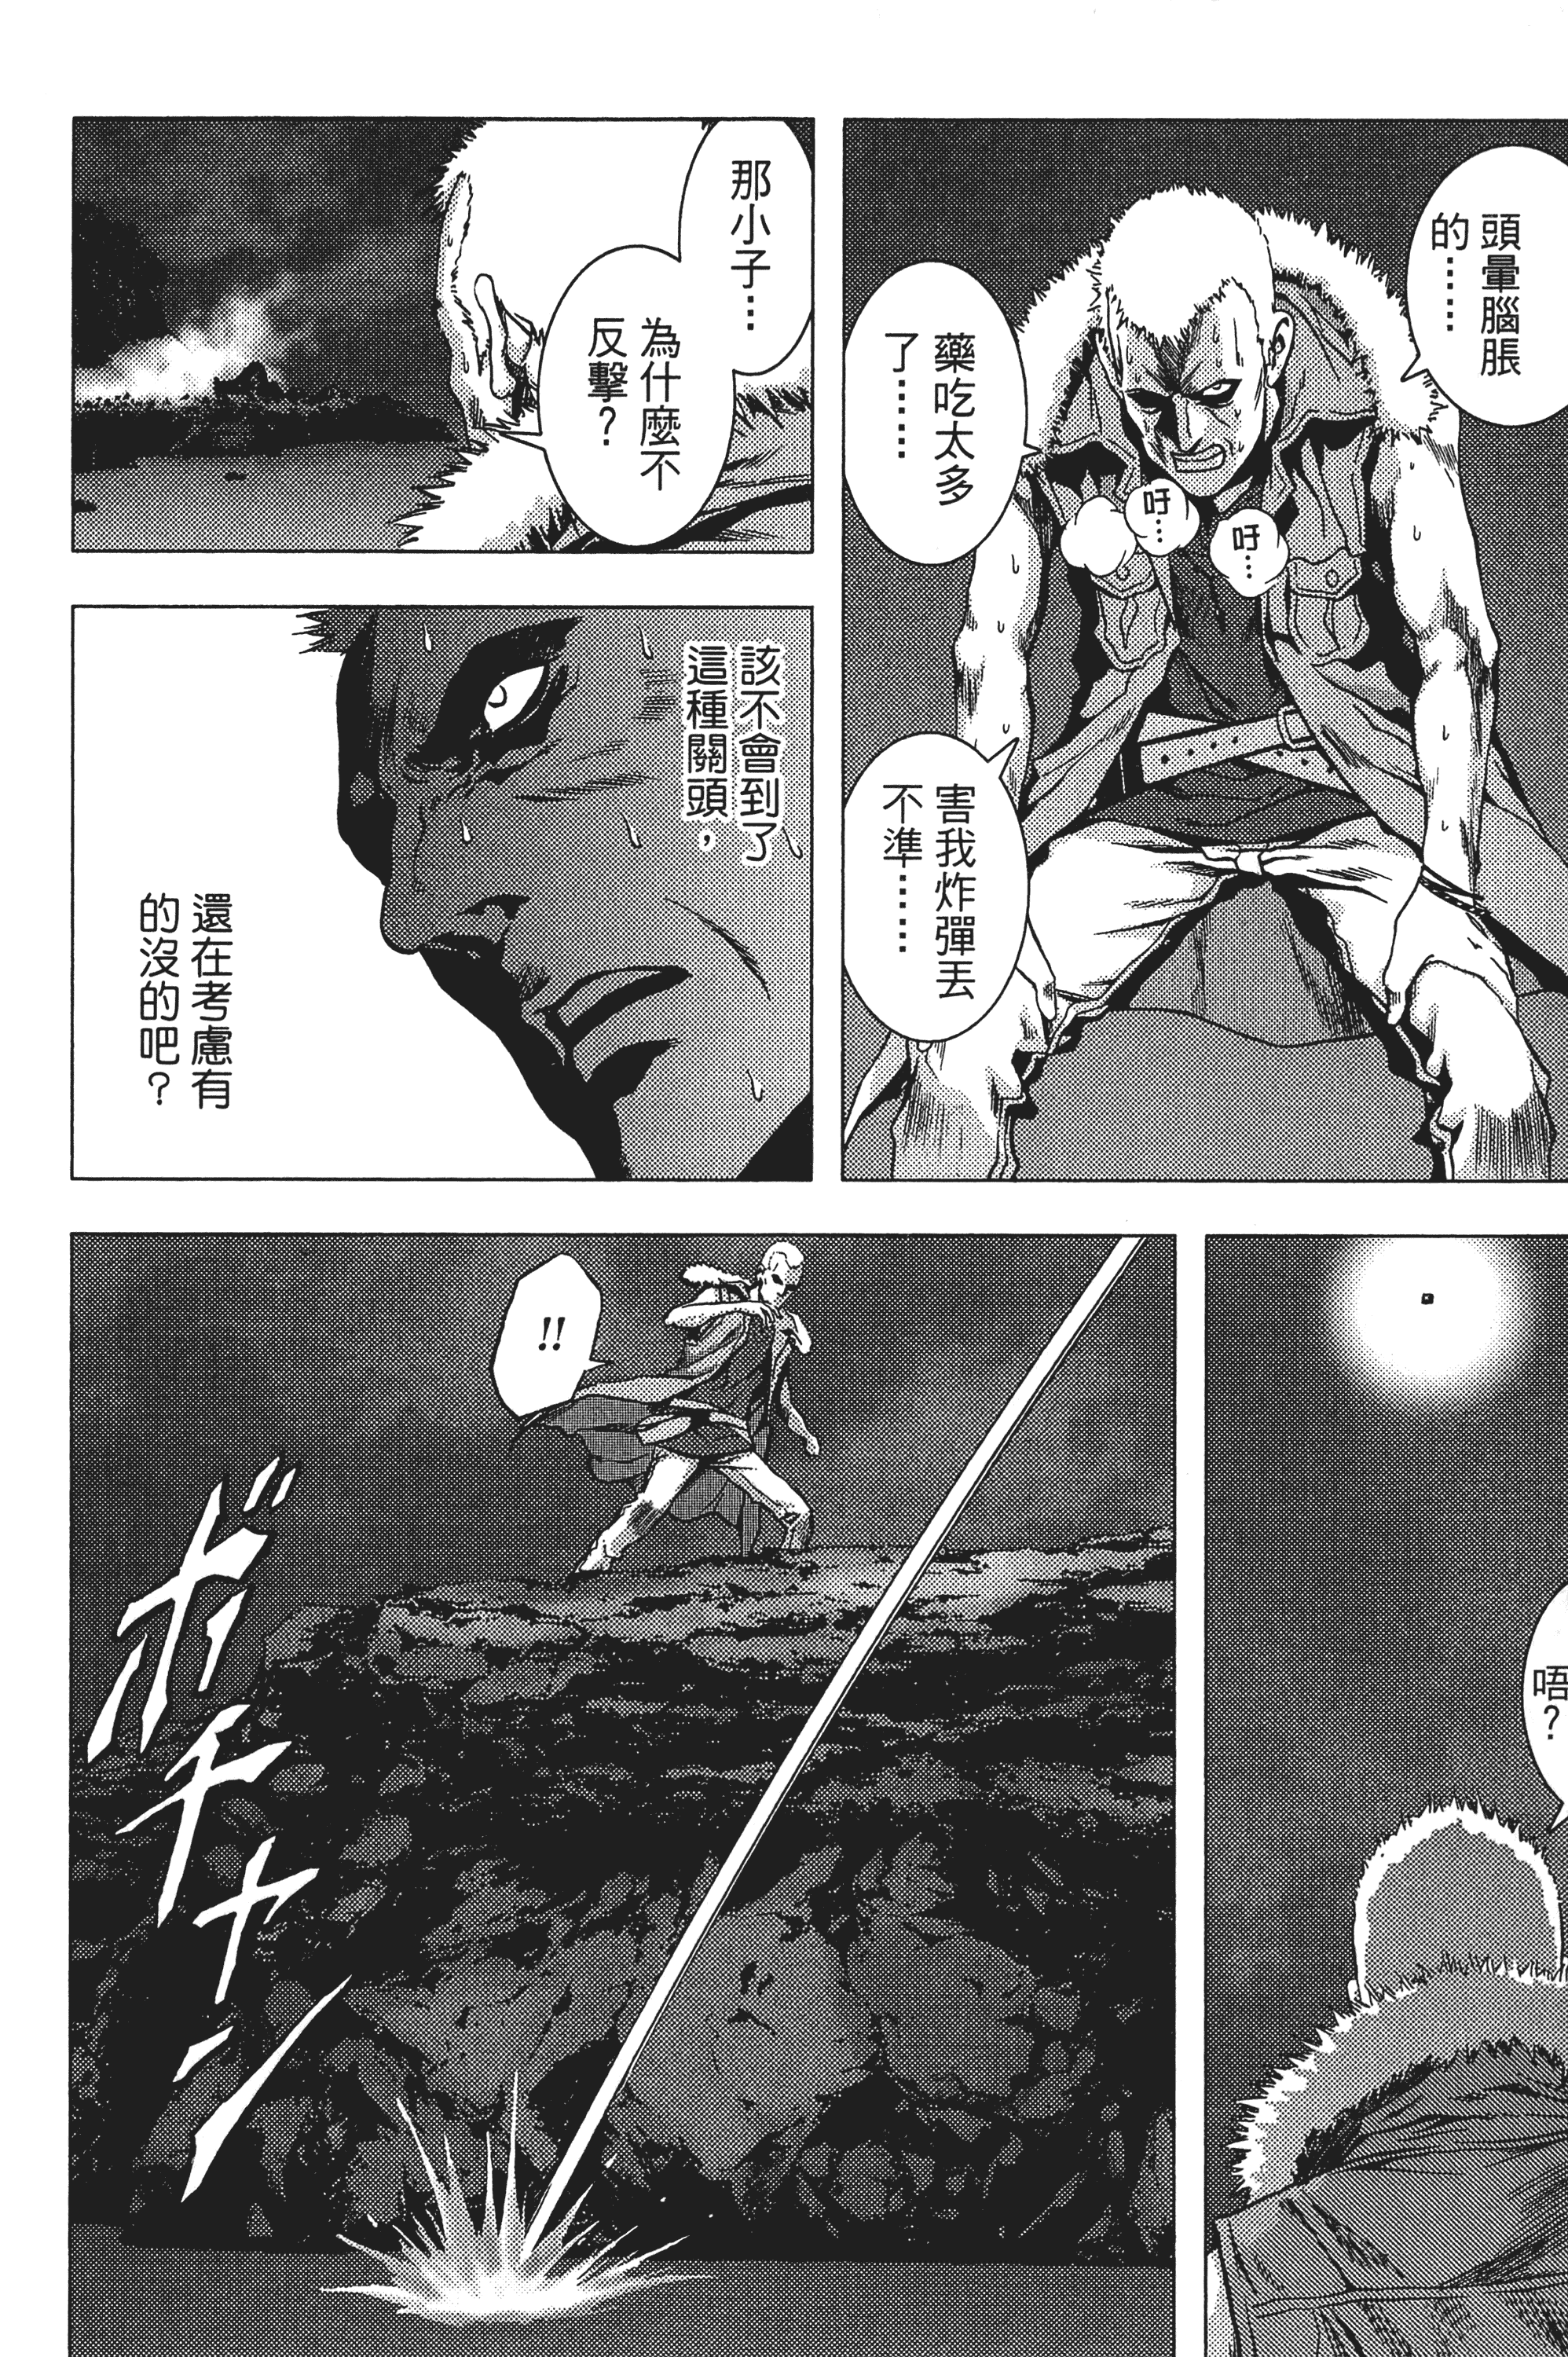 頭暈腦脹
的⋯⋯
藥吃太多
了⋯⋯
吁⋯
吁⋯
害我炸彈丟
不準⋯⋯
那小子⋯
為什麼不
反擊？
該不會到了
這種關頭，
還在考慮有
的沒的吧？
唔？
!!
ボチャン